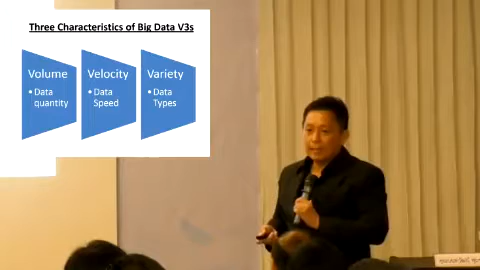 Three Characteristics of Big Data V3s
Volume
• Data quantity
Velocity
• Data Speed
Variety
• Data Types